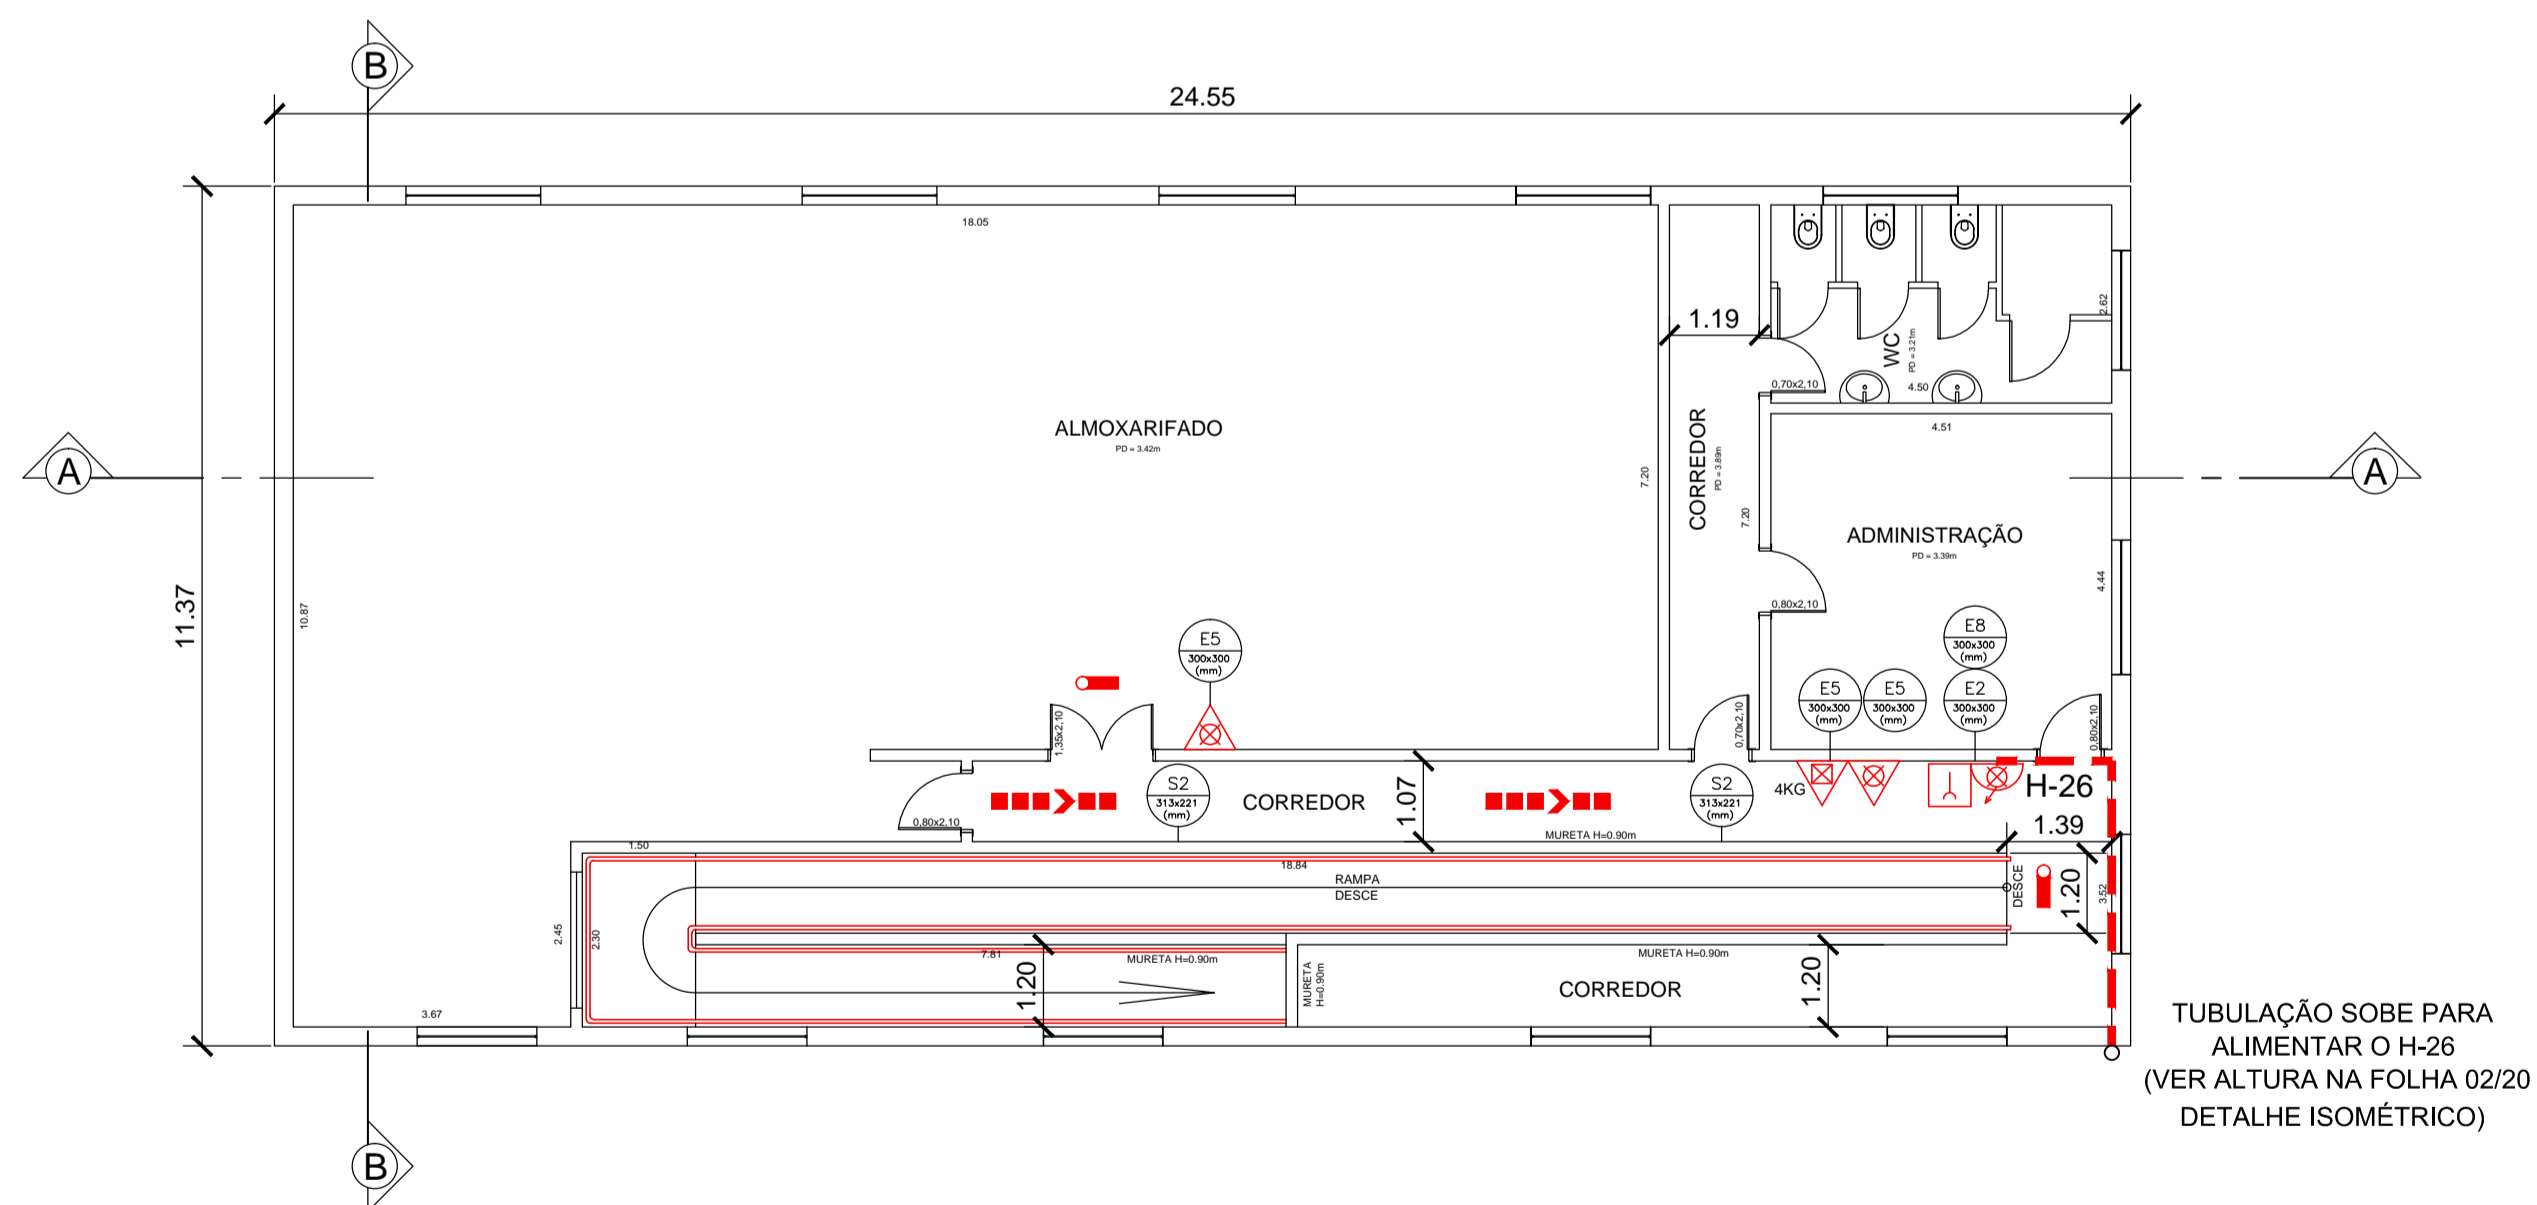 B
24.55
18.05
1.19
2.62
WC
PD = 3.21m
0,70x2,10
4.50
ALMOXARIFADO
PD = 3.42m
CORREDOR
PD = 3.89m
4.51
A
A
7.20
7.20
ADMINISTRAÇÃO
PD = 3.39m
4.44
11.37
10.87
0,80x2,10
E5
300x300
(mm)
E8
300x300
(mm)
E5
300x300
(mm)
E5
300x300
(mm)
E2
300x300
(mm)
1,35x2,10
0,70x2,10
0,80x2,10
S2
313x221
(mm)
CORREDOR
1.07
S2
313x221
(mm)
4KG
H-26
0,80x2,10
MURETA H=0.90m
1.39
1.50
18.84
RAMPA
DESCE
DESCE
1.20
3.52
2.45
2.30
7.81
1.20
MURETA H=0.90m
MURETA
H=0.90m
MURETA H=0.90m
CORREDOR
1.20
3.67
TUBULAÇÃO SOBE PARA
ALIMENTAR O H-26
(VER ALTURA NA FOLHA 02/20
DETALHE ISOMÉTRICO)
B